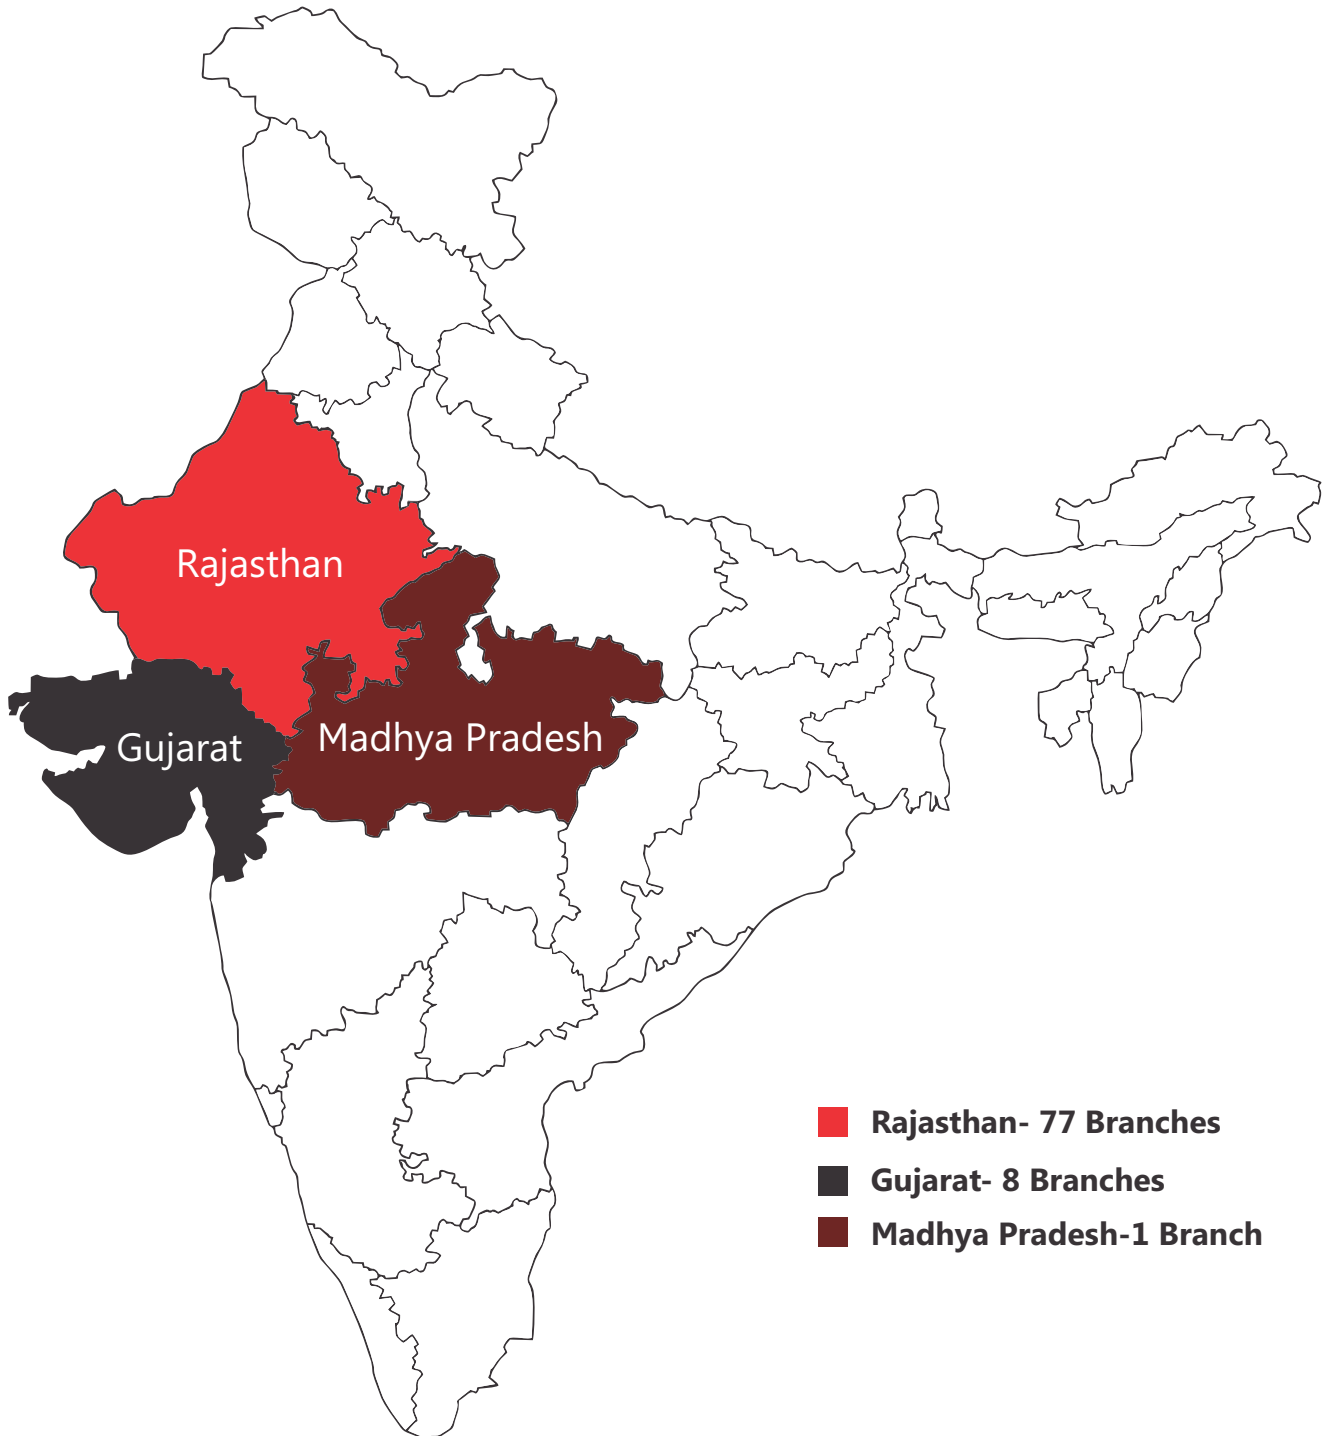 Rajasthan
Gujarat
Madhya Pradesh
Rajasthan- 77 Branches
Gujarat- 8 Branches
Madhya Pradesh-1 Branch